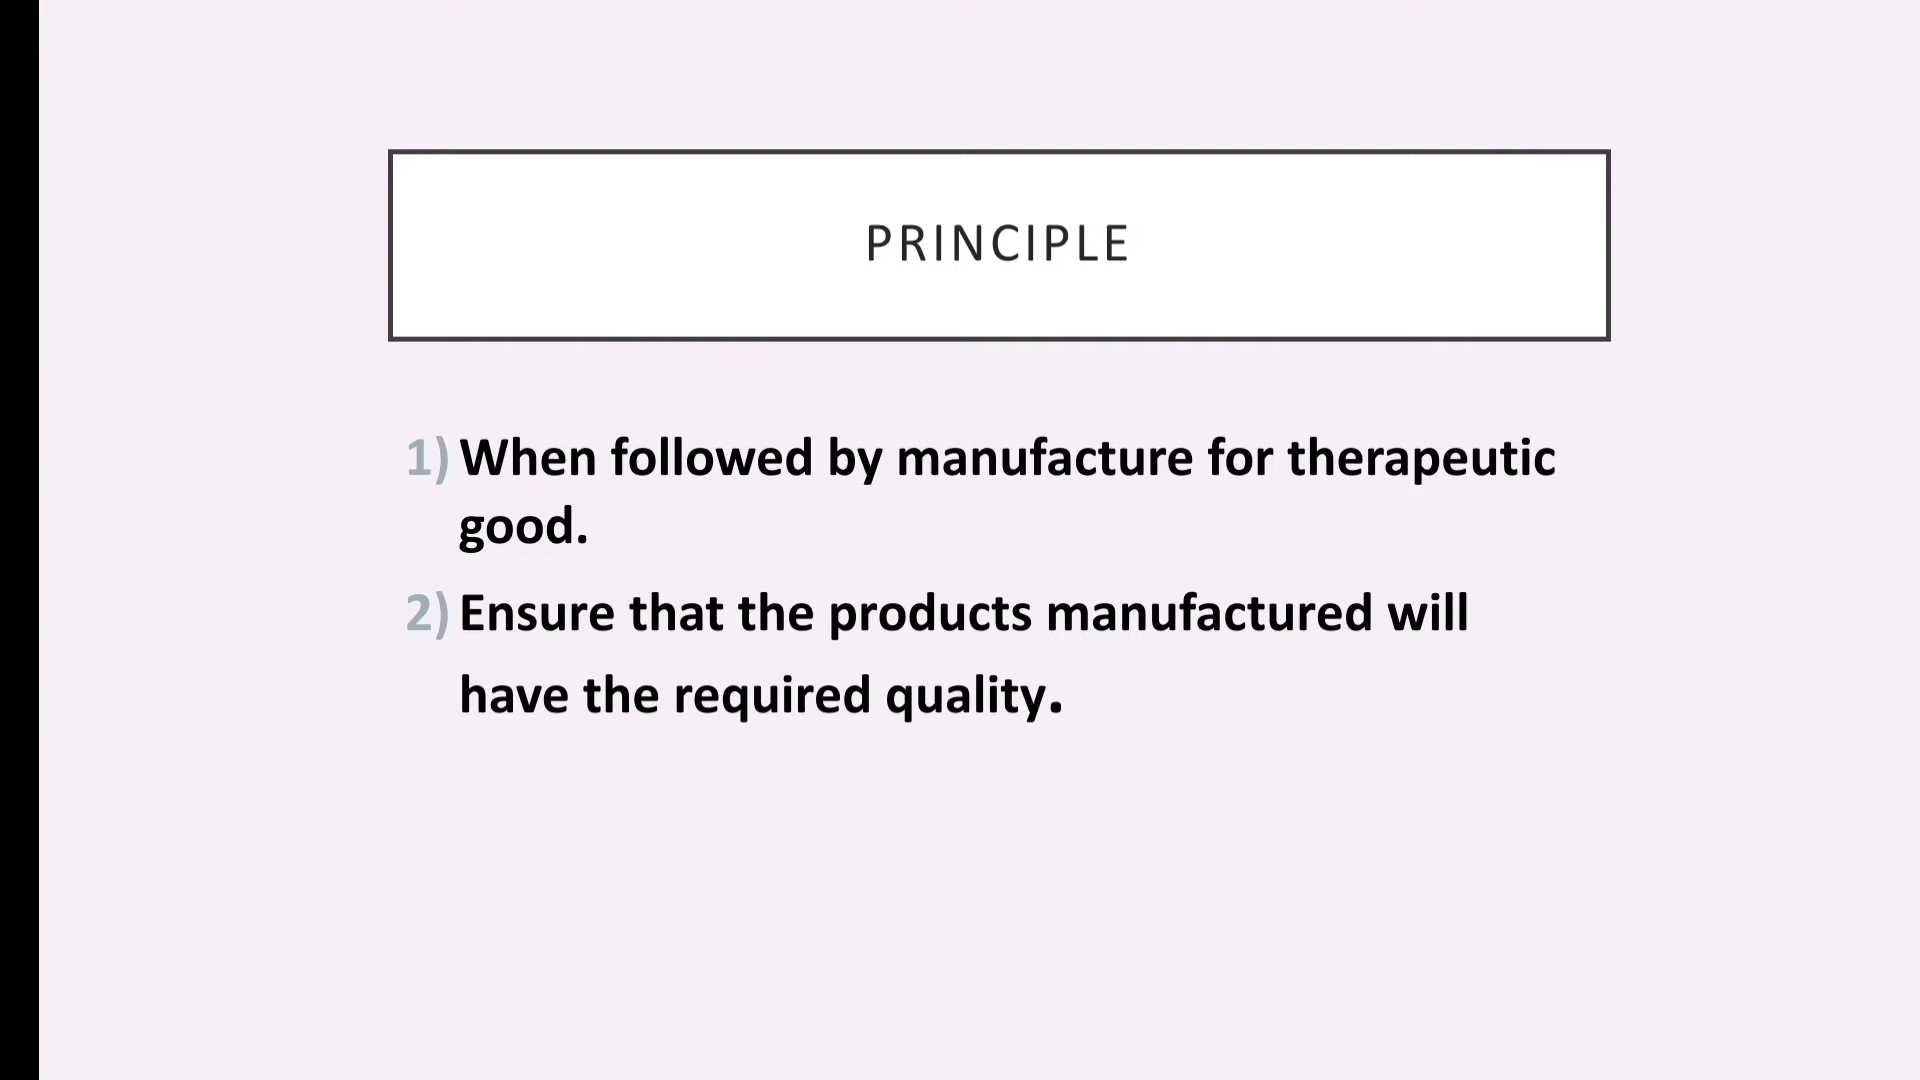 PRINCIPLE
1) When followed by manufacture for therapeutic
good.
2) Ensure that the products manufactured will
have the required quality.